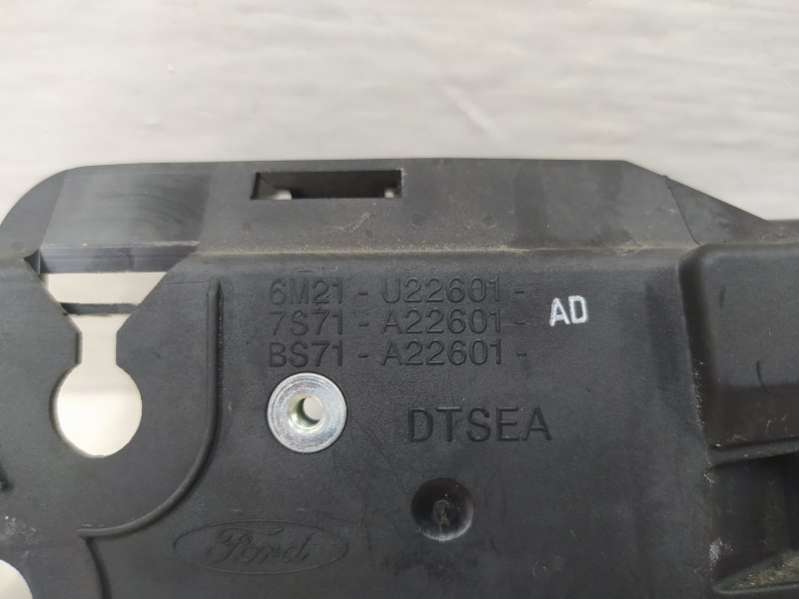 6M21 - U22601 -
7S71 - A22601 - AD
BS71 - A22601 -
DTSEA
Ford